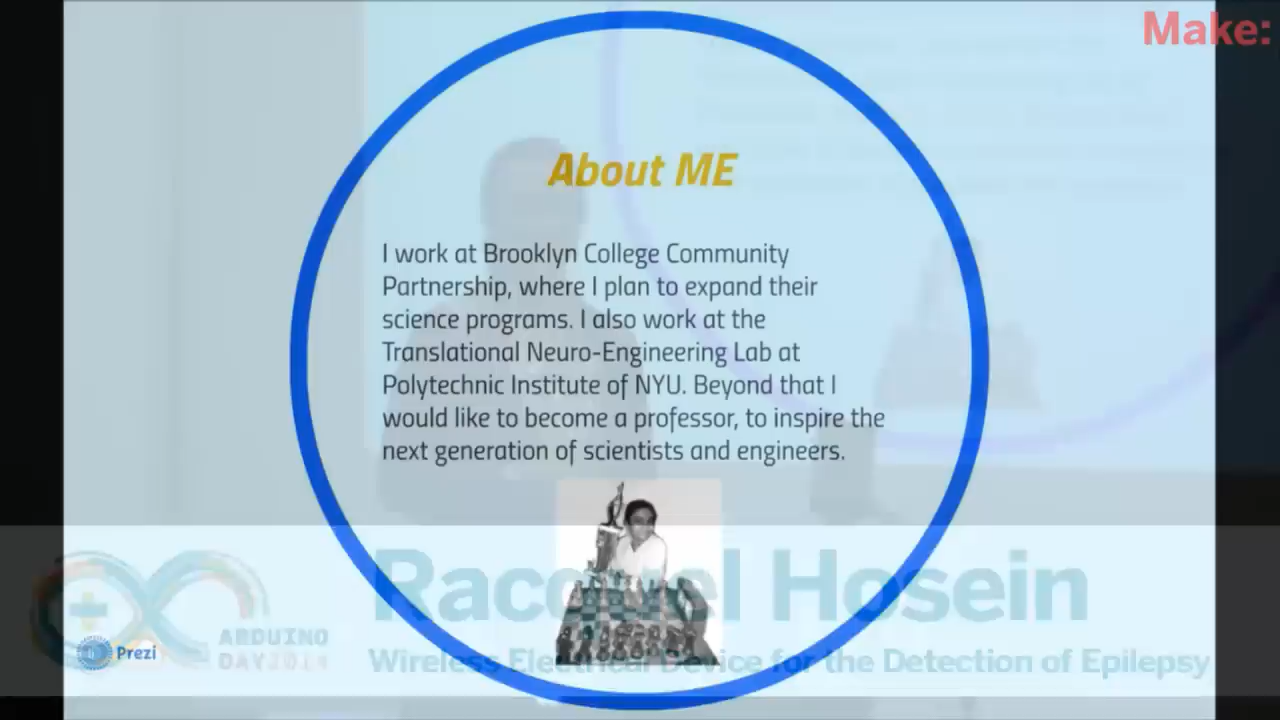 Make:
About ME
I work at Brooklyn College Community
Partnership, where I plan to expand their
science programs. I also work at the
Translational Neuro-Engineering Lab at
Polytechnic Institute of NYU. Beyond that I
would like to become a professor, to inspire the
next generation of scientists and engineers.
Racquel Hosein
ARDUINO
DAY2014
Prezi
Wireless Electrical Device for the Detection of Epilepsy